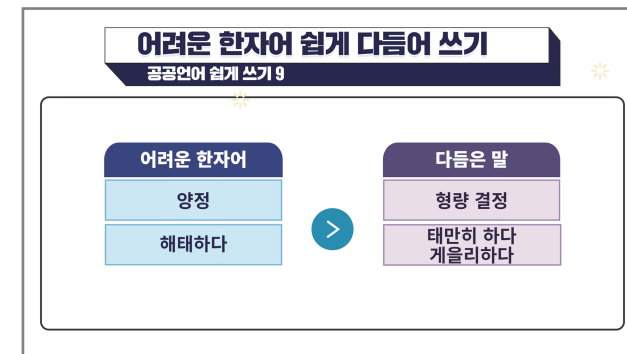 어려운 한자어 쉽게 다듬어 쓰기
공공언어 쉽게 쓰기 9
어려운 한자어
다듬은 말
양정
형량 결정
>
해태하다
태만히 하다
게을리하다